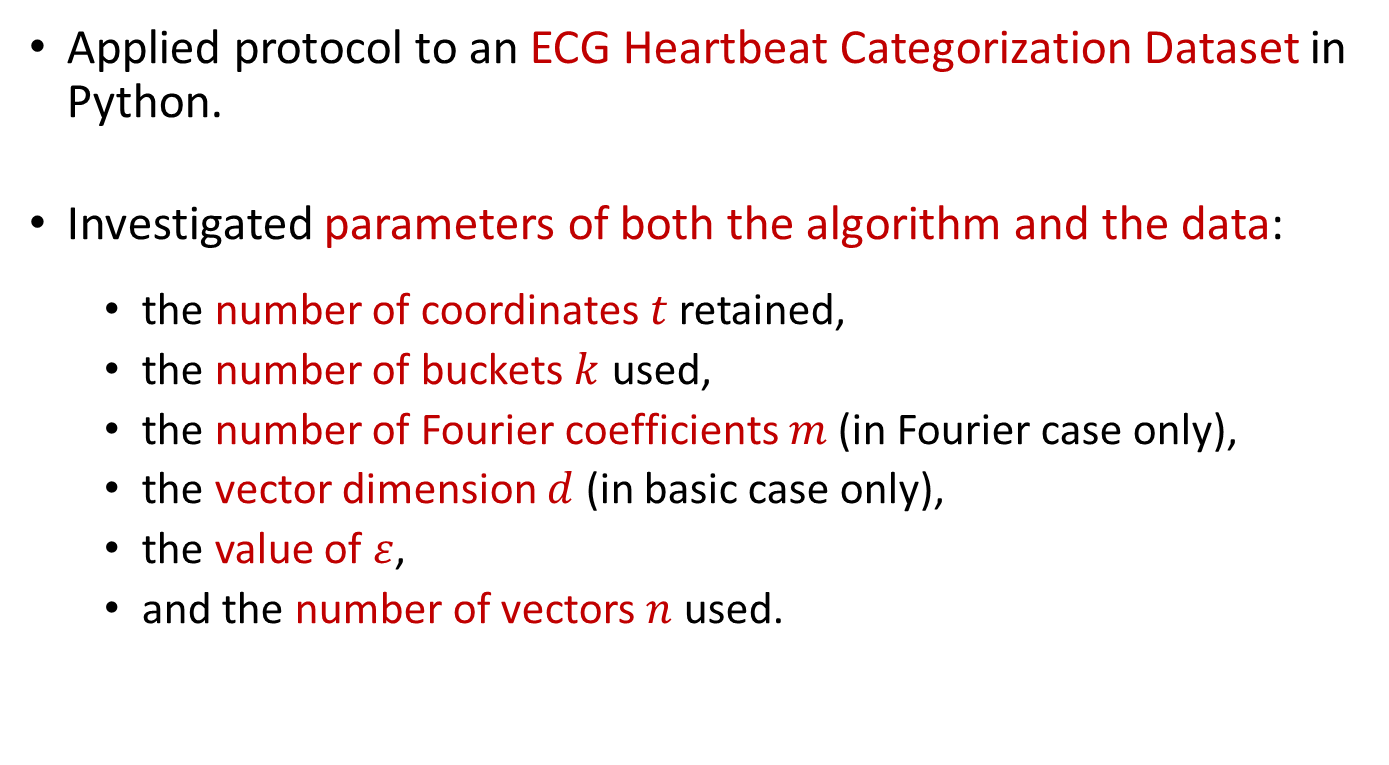 • Applied protocol to an ECG Heartbeat Categorization Dataset in
Python.
• Investigated parameters of both the algorithm and the data:
• the number of coordinates t retained,
• the number of buckets k used,
• the number of Fourier coefficients m (in Fourier case only),
• the vector dimension d (in basic case only),
• the value of ε,
• and the number of vectors n used.